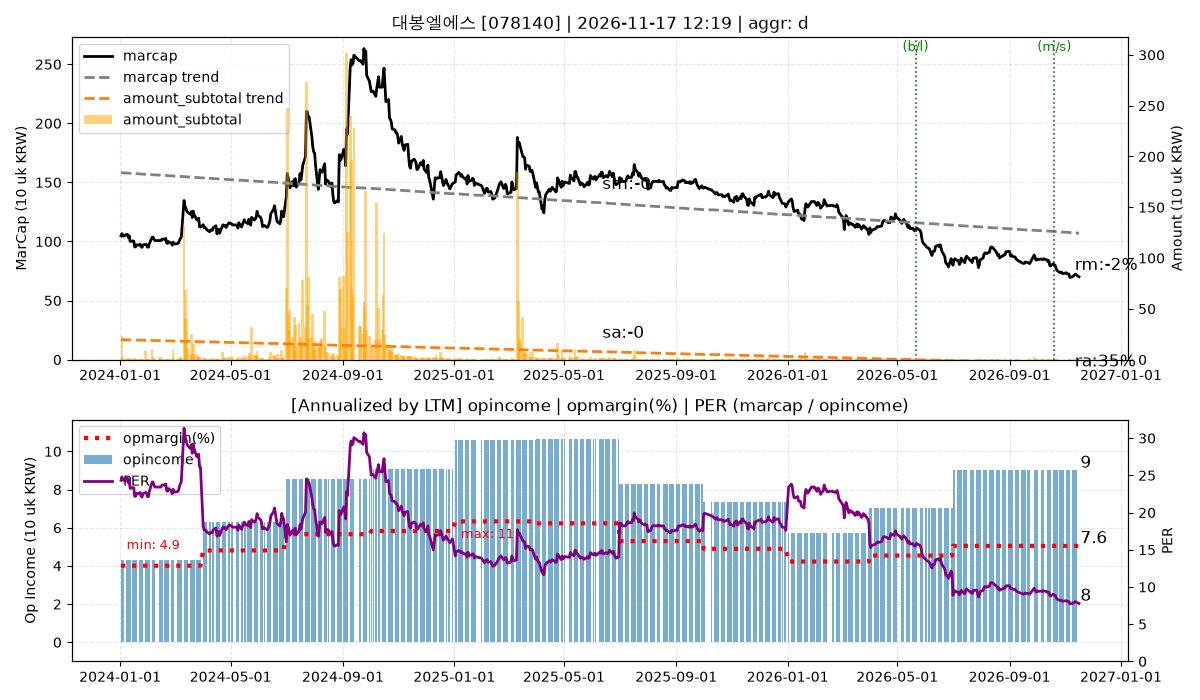 대봉엘에스 [078140] | 2026-11-17 12:19 | aggr: d
marcap
marcap trend
amount_subtotal trend
amount_subtotal
(b/l)
(m/s)
MarCap (10 uk KRW)
250
200
150
100
50
0
Amount (10 uk KRW)
300
250
200
150
100
50
0
sm:-0
rm:-2%
sa:-0
ra:35%
2024-01-01 2024-05-01 2024-09-01 2025-01-01 2025-05-01 2025-09-01 2026-01-01 2026-05-01 2026-09-01 2027-01-01
[Annualized by LTM] opincome | opmargin(%) | PER (marcap / opincome)
opmargin(%)
opincome
PER
Op Income (10 uk KRW)
10
8
6
4
2
0
PER
30
25
20
15
10
5
0
min: 4.9
max: 11
9
7.6
8
2024-01-01 2024-05-01 2024-09-01 2025-01-01 2025-05-01 2025-09-01 2026-01-01 2026-05-01 2026-09-01 2027-01-01